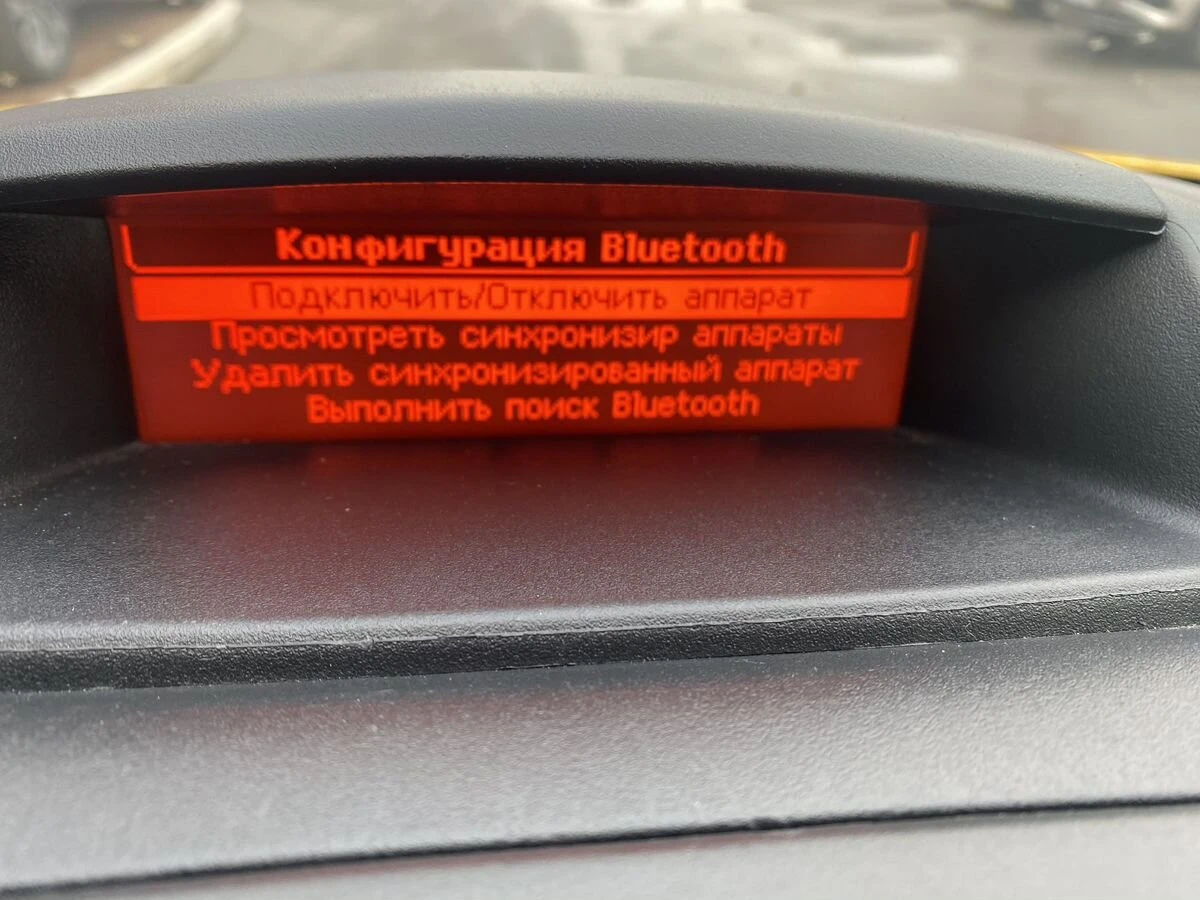 Конфигурация Bluetooth
Подключить/Отключить аппарат
Просмотреть синхронизир аппараты
Удалить синхронизированный аппарат
Выполнить поиск Bluetooth